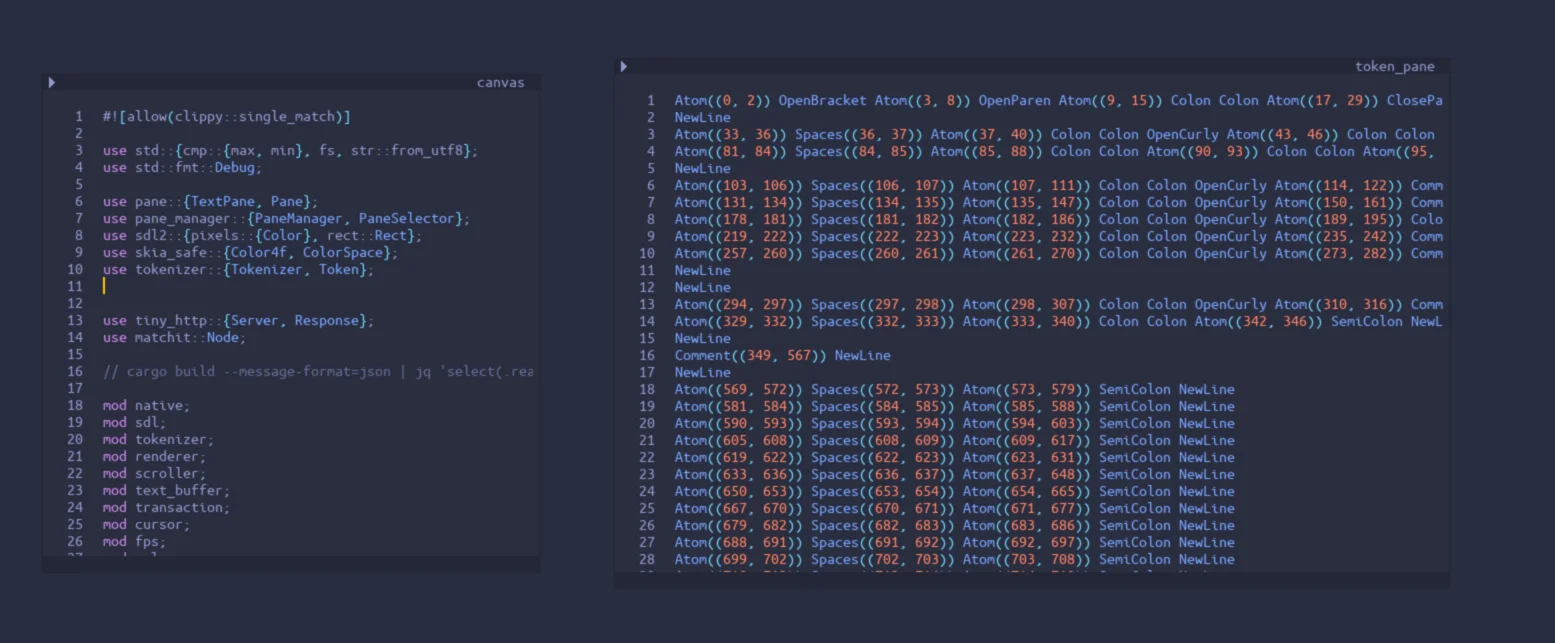 canvas
1 #![allow(clippy::single_match)]
2
3 use std::{cmp::{max, min}, fs, str::from_utf8};
4 use std::fmt::Debug;
5
6 use pane::{TextPane, Pane};
7 use pane_manager::{PaneManager, PaneSelector};
8 use sdl2::{pixels::{Color}, rect::Rect};
9 use skia_safe::{Color4f, ColorSpace};
10 use tokenizer::{Tokenizer, Token};
11
12
13 use tiny_http::{Server, Response};
14 use matchit::Node;
15
16 // cargo build --message-format=json | jq 'select(.rea
17
18 mod native;
19 mod sdl;
20 mod tokenizer;
21 mod renderer;
22 mod scroller;
23 mod text_buffer;
24 mod transaction;
25 mod cursor;
26 mod fps;
token_pane
1 Atom((0, 2)) OpenBracket Atom((3, 8)) OpenParen Atom((9, 15)) Colon Colon Atom((17, 29)) ClosePa
2 NewLine
3 Atom((33, 36)) Spaces((36, 37)) Atom((37, 40)) Colon Colon OpenCurly Atom((43, 46)) Colon Colon
4 Atom((81, 84)) Spaces((84, 85)) Atom((85, 88)) Colon Colon Atom((90, 93)) Colon Colon Atom((95,
5 NewLine
6 Atom((103, 106)) Spaces((106, 107)) Atom((107, 111)) Colon Colon OpenCurly Atom((114, 122)) Comm
7 Atom((131, 134)) Spaces((134, 135)) Atom((135, 147)) Colon Colon OpenCurly Atom((150, 161)) Comm
8 Atom((178, 181)) Spaces((181, 182)) Atom((182, 186)) Colon Colon OpenCurly Atom((189, 195)) Colo
9 Atom((219, 222)) Spaces((222, 223)) Atom((223, 232)) Colon Colon OpenCurly Atom((235, 242)) Comm
10 Atom((257, 260)) Spaces((260, 261)) Atom((261, 270)) Colon Colon OpenCurly Atom((273, 282)) Comm
11 NewLine
12 NewLine
13 Atom((294, 297)) Spaces((297, 298)) Atom((298, 307)) Colon Colon OpenCurly Atom((310, 316)) Comm
14 Atom((329, 332)) Spaces((332, 333)) Atom((333, 340)) Colon Colon Atom((342, 346)) SemiColon NewL
15 NewLine
16 Comment((349, 567)) NewLine
17 NewLine
18 Atom((569, 572)) Spaces((572, 573)) Atom((573, 579)) SemiColon NewLine
19 Atom((581, 584)) Spaces((584, 585)) Atom((585, 588)) SemiColon NewLine
20 Atom((590, 593)) Spaces((593, 594)) Atom((594, 603)) SemiColon NewLine
21 Atom((605, 608)) Spaces((608, 609)) Atom((609, 617)) SemiColon NewLine
22 Atom((619, 622)) Spaces((622, 623)) Atom((623, 631)) SemiColon NewLine
23 Atom((633, 636)) Spaces((636, 637)) Atom((637, 648)) SemiColon NewLine
24 Atom((650, 653)) Spaces((653, 654)) Atom((654, 665)) SemiColon NewLine
25 Atom((667, 670)) Spaces((670, 671)) Atom((671, 677)) SemiColon NewLine
26 Atom((679, 682)) Spaces((682, 683)) Atom((683, 686)) SemiColon NewLine
27 Atom((688, 691)) Spaces((691, 692)) Atom((692, 697)) SemiColon NewLine
28 Atom((699, 702)) Spaces((702, 703)) Atom((703, 708)) SemiColon NewLine